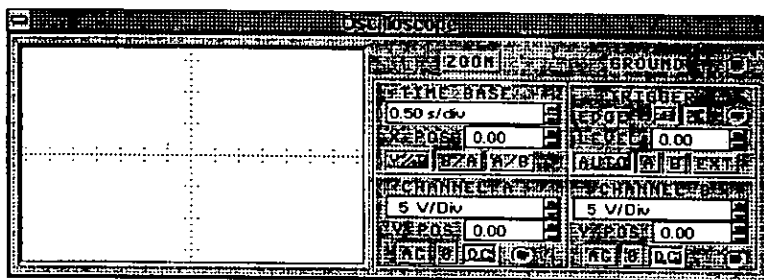 Oscilloscope
ZOOM GROUND
TIME BASE TRIGGER
0.50 s/div EDGE
X POS 0.00 LEVEL 0.00
Y/T B/A A/B AUTO A B EXT
CHANNEL A CHANNEL B
5 V/Div 5 V/Div
Y POS 0.00 Y POS 0.00
AC 0 DC AC 0 DC